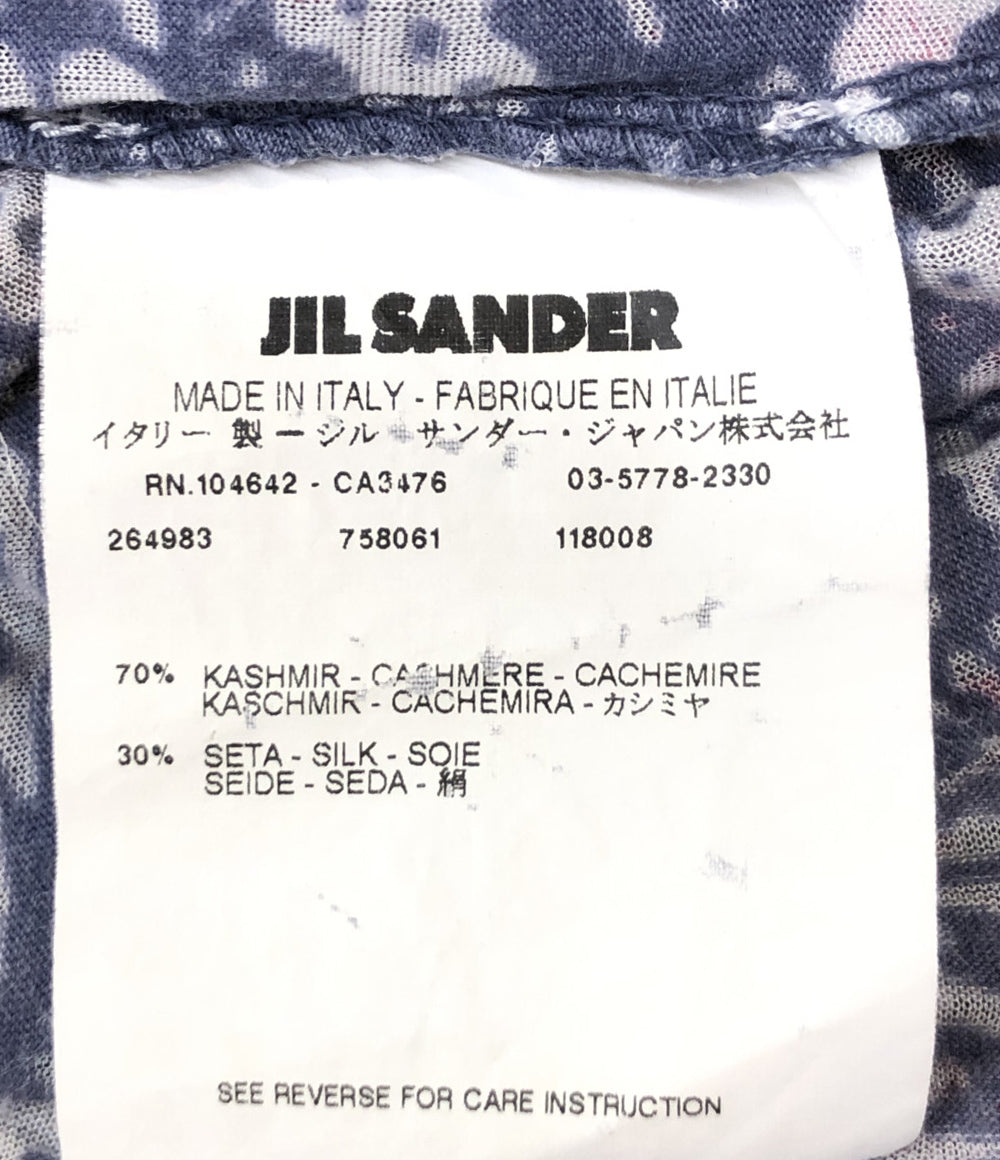 JIL SANDER
MADE IN ITALY - FABRIQUE EN ITALIE
イタリー 製 ー ジル・サンダー・ジャパン株式会社
RN.104642 - CA3476 03-5778-2330
264983 758061 118008
70% KASHMIR - CASHMERE - CACHEMIRE
KASCHMIR - CACHEMIRA - カシミヤ
30% SETA - SILK - SOIE
SEIDE - SEDA - 絹
SEE REVERSE FOR CARE INSTRUCTION